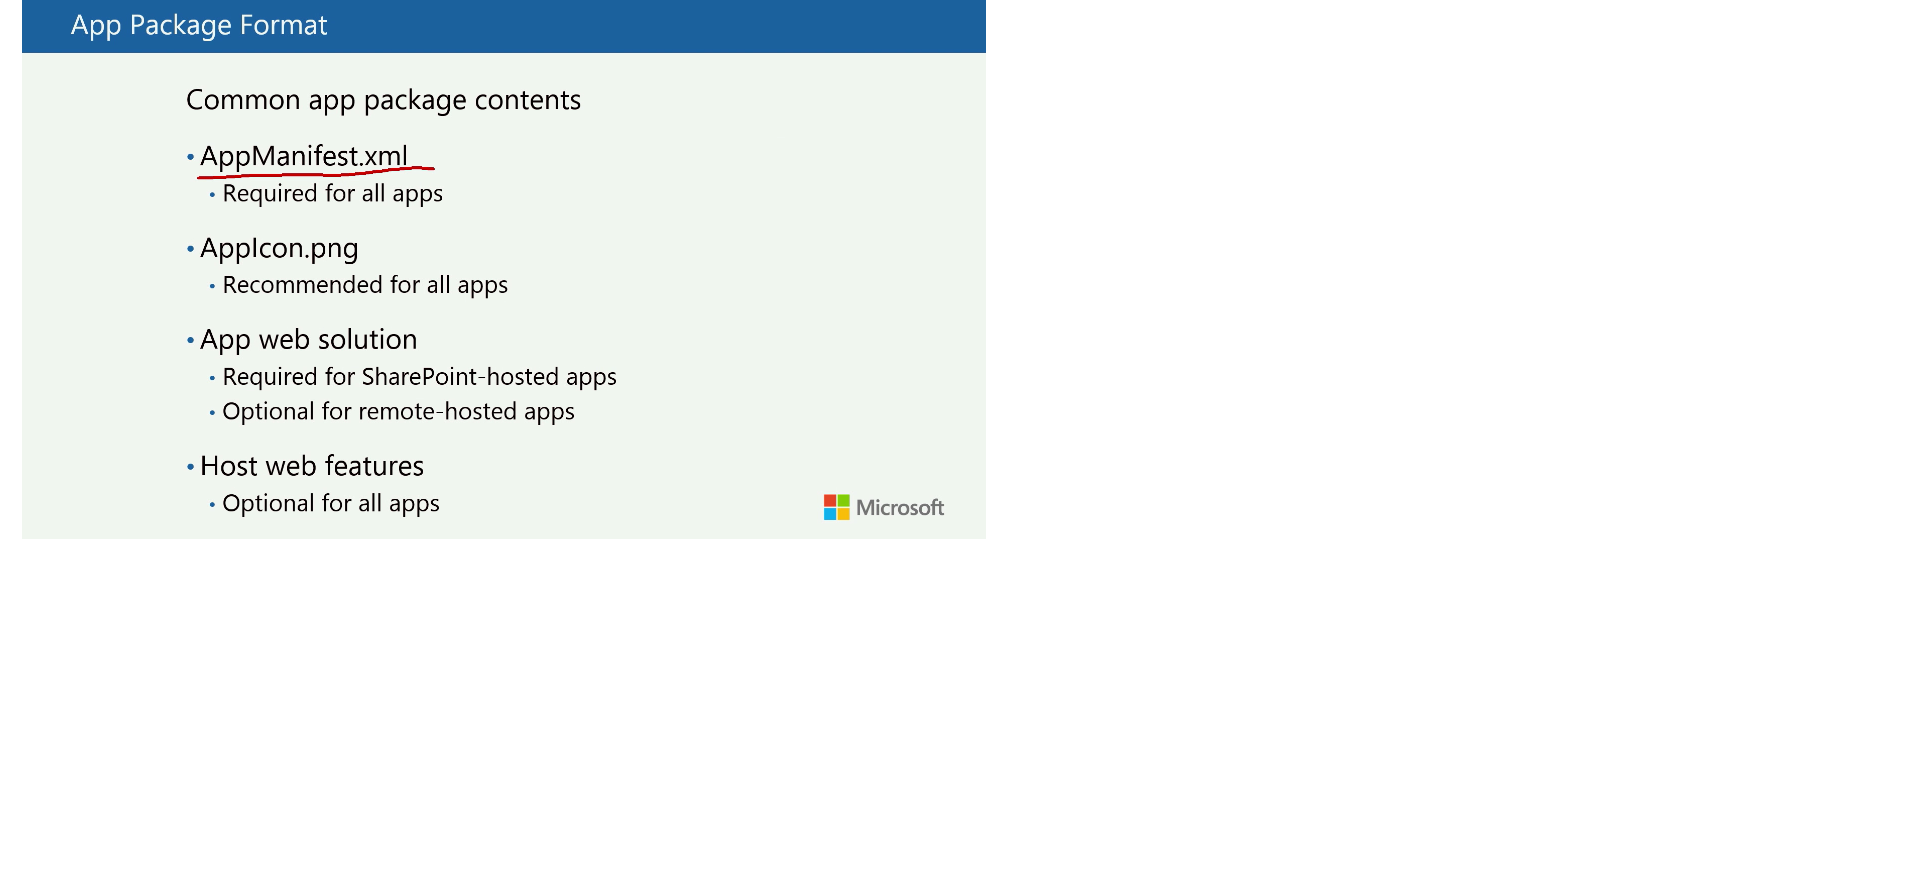 App Package Format
Common app package contents
• AppManifest.xml
• Required for all apps
• AppIcon.png
• Recommended for all apps
• App web solution
• Required for SharePoint-hosted apps
• Optional for remote-hosted apps
• Host web features
• Optional for all apps
Microsoft